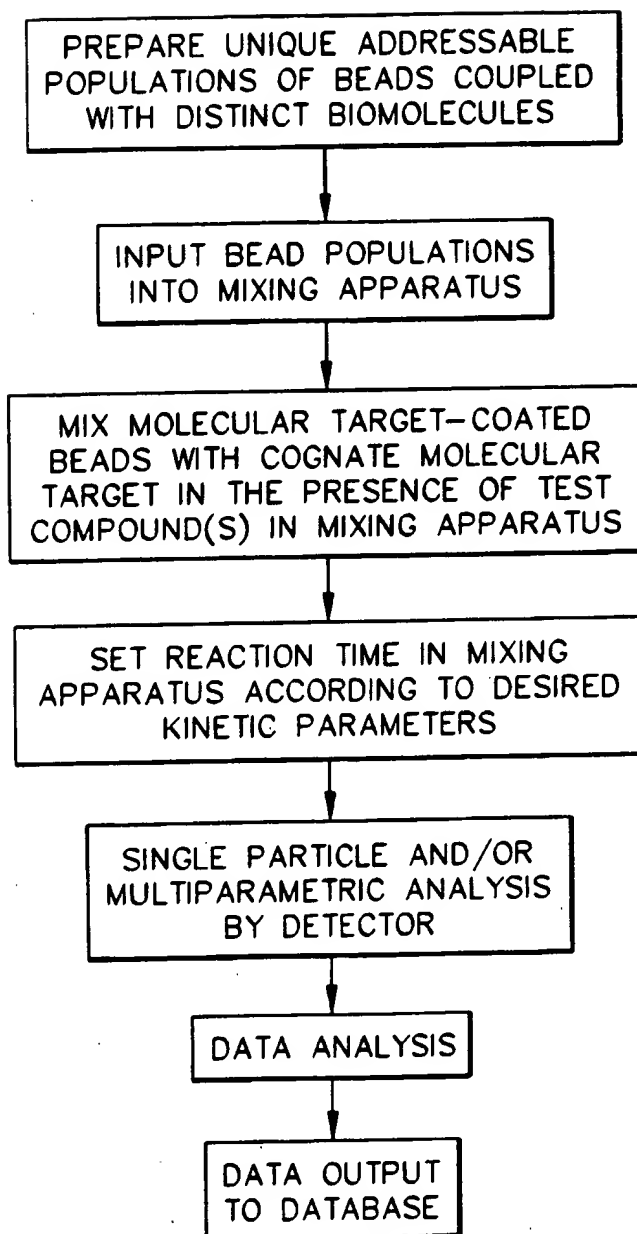 PREPARE UNIQUE ADDRESSABLE
POPULATIONS OF BEADS COUPLED
WITH DISTINCT BIOMOLECULES
INPUT BEAD POPULATIONS
INTO MIXING APPARATUS
MIX MOLECULAR TARGET-COATED
BEADS WITH COGNATE MOLECULAR
TARGET IN THE PRESENCE OF TEST
COMPOUND(S) IN MIXING APPARATUS
SET REACTION TIME IN MIXING
APPARATUS ACCORDING TO DESIRED
KINETIC PARAMETERS
SINGLE PARTICLE AND/OR
MULTIPARAMETRIC ANALYSIS
BY DETECTOR
DATA ANALYSIS
DATA OUTPUT
TO DATABASE